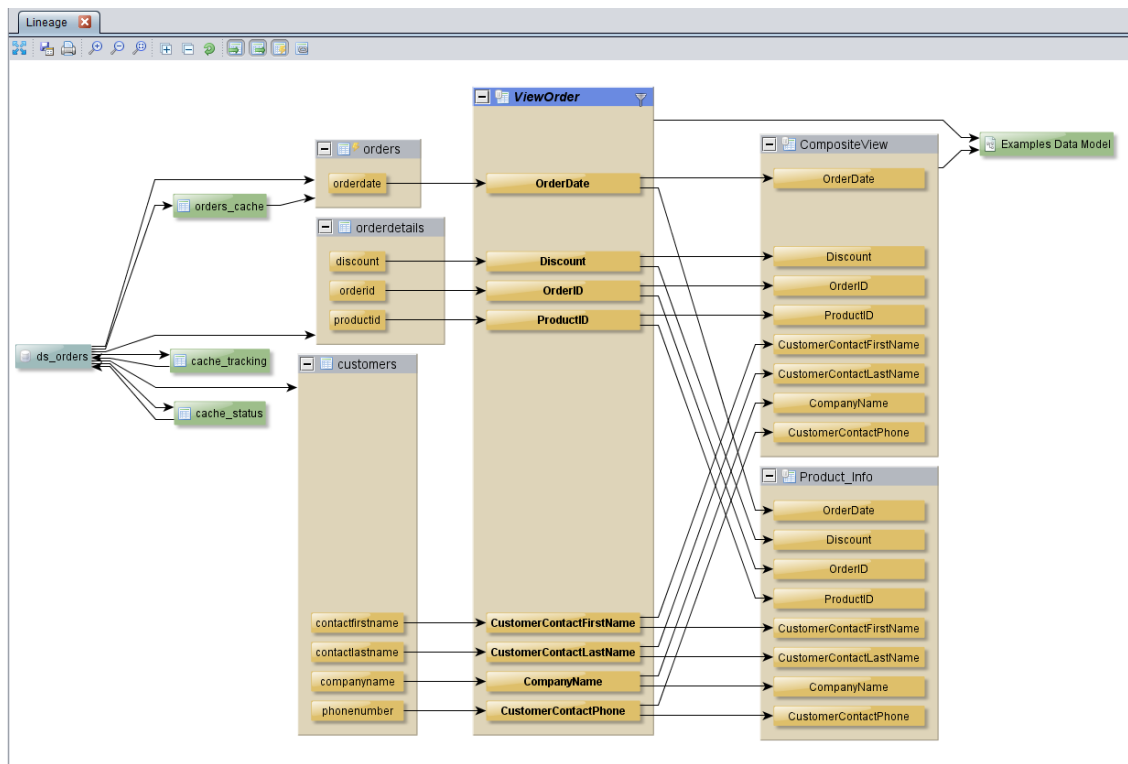 Lineage
ViewOrder
orders
CompositeView
Examples Data Model
orderdate
OrderDate
OrderDate
orders_cache
orderdetails
discount
Discount
Discount
orderid
OrderID
OrderID
productid
ProductID
ProductID
CustomerContactFirstName
ds_orders
cache_tracking
customers
CustomerContactLastName
CompanyName
cache_status
CustomerContactPhone
Product_Info
OrderDate
Discount
OrderID
ProductID
contactfirstname
CustomerContactFirstName
CustomerContactFirstName
contactlastname
CustomerContactLastName
CustomerContactLastName
companyname
CompanyName
CompanyName
phonenumber
CustomerContactPhone
CustomerContactPhone